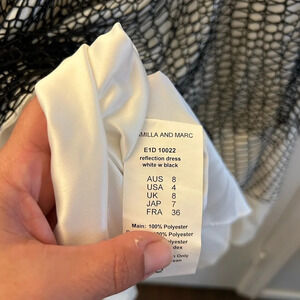 MILLA AND MARC
E1D 10022
reflection dress
white w black
AUS 8
USA 4
UK 8
JAP 7
FRA 36
Main: 100% Polyester
100% Polyester
Polyester
Only